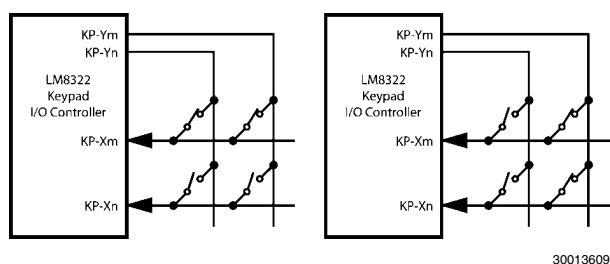 KP-Ym
KP-Yn
LM8322
Keypad
I/O Controller
KP-Xm
KP-Xn
KP-Ym
KP-Yn
LM8322
Keypad
I/O Controller
KP-Xm
KP-Xn
30013609